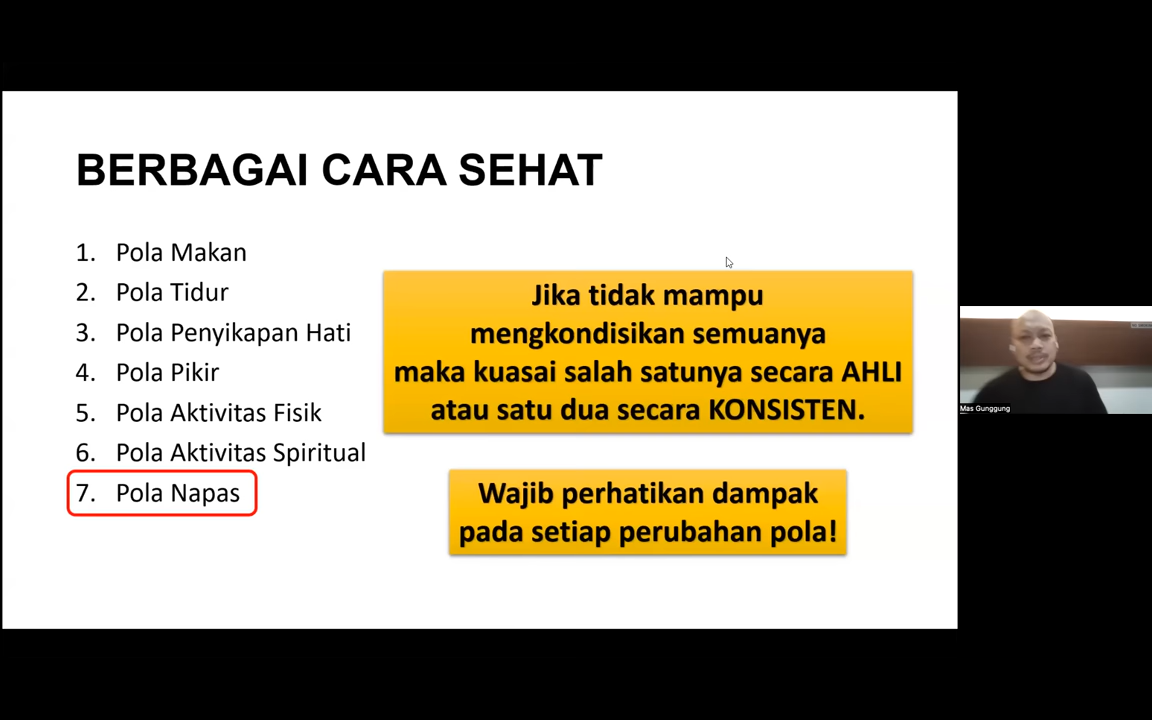 BERBAGAI CARA SEHAT
1. Pola Makan
2. Pola Tidur
3. Pola Penyikapan Hati
4. Pola Pikir
5. Pola Aktivitas Fisik
6. Pola Aktivitas Spiritual
7. Pola Napas
Jika tidak mampu
mengkondisikan semuanya
maka kuasai salah satunya secara AHLI
atau satu dua secara KONSISTEN.
Wajib perhatikan dampak
pada setiap perubahan pola!
Mas Gunggung